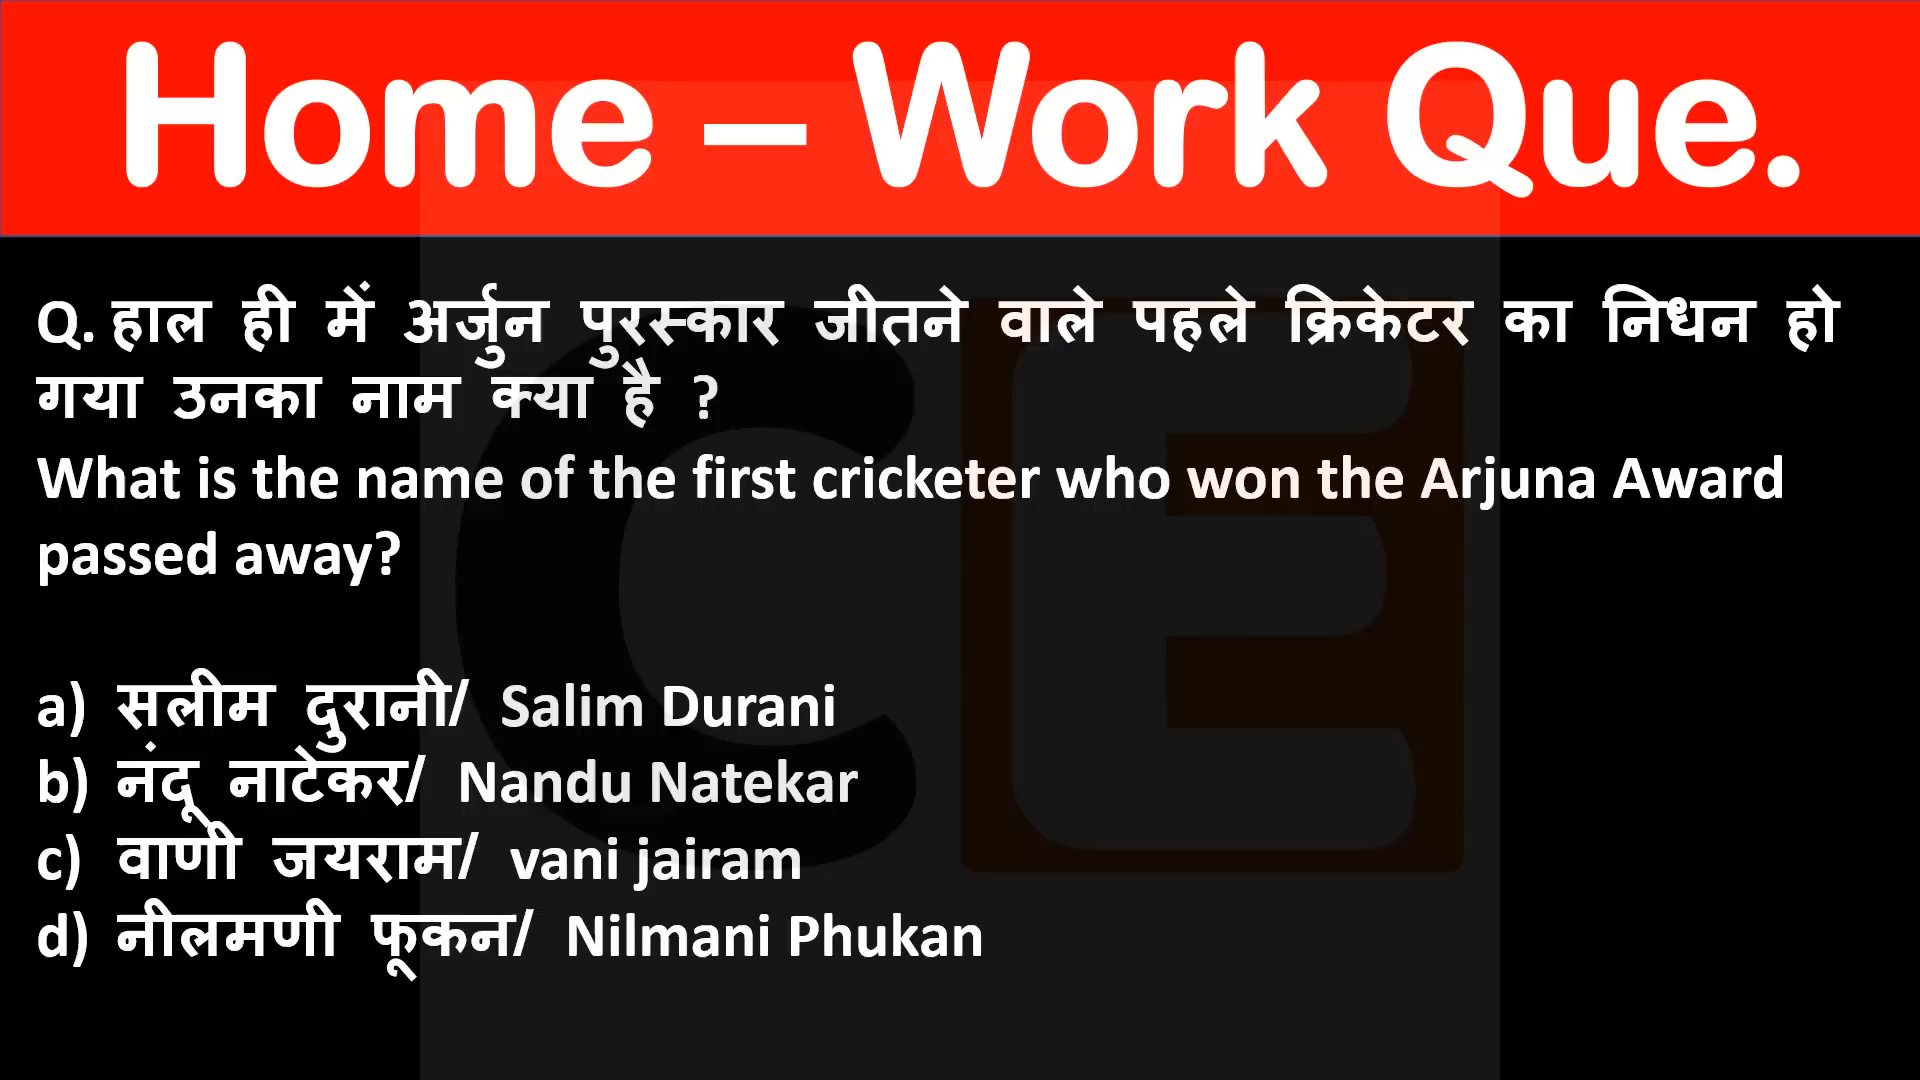 Home – Work Que.
Q. हाल ही में अर्जुन पुरस्कार जीतने वाले पहले क्रिकेटर का निधन हो
गया उनका नाम क्या है ?
What is the name of the first cricketer who won the Arjuna Award
passed away?
a) सलीम दुरानी/ Salim Durani
b) नंदू नाटेकर/ Nandu Natekar
c) वाणी जयराम/ vani jairam
d) नीलमणी फूकन/ Nilmani Phukan
CE